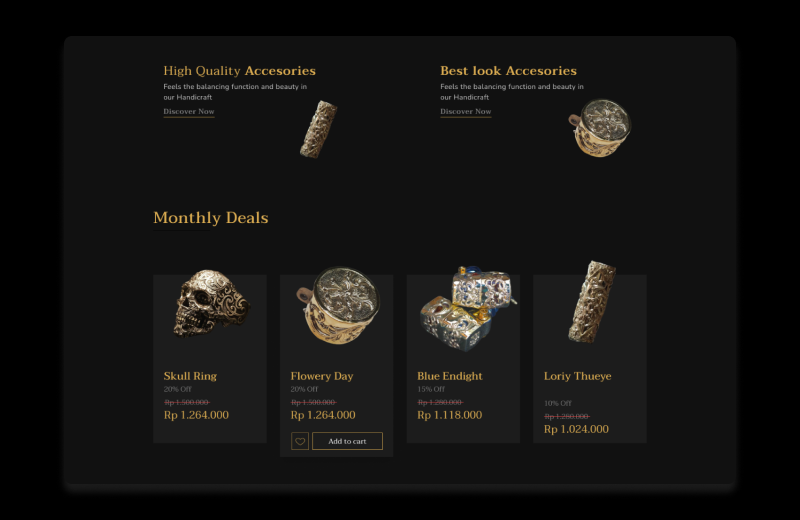 High Quality Accesories
Feels the balancing function and beauty in
our Handicraft
Discover Now
Best look Accesories
Feels the balancing function and beauty in
our Handicraft
Discover Now
Monthly Deals
Skull Ring
20% Off
Rp 1.500.000
Rp 1.264.000
Flowery Day
20% Off
Rp 1.500.000
Rp 1.264.000
Add to cart
Blue Endight
15% Off
Rp 1.280.000
Rp 1.118.000
Loriy Thueye
10% Off
Rp 1.280.000
Rp 1.024.000